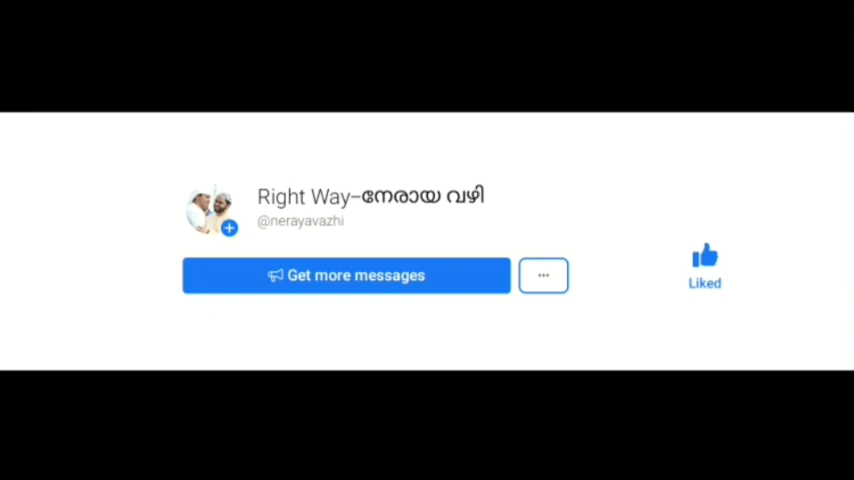 Right Way-നേരായ വഴി
@nerayavazhi
Get more messages
...
Liked